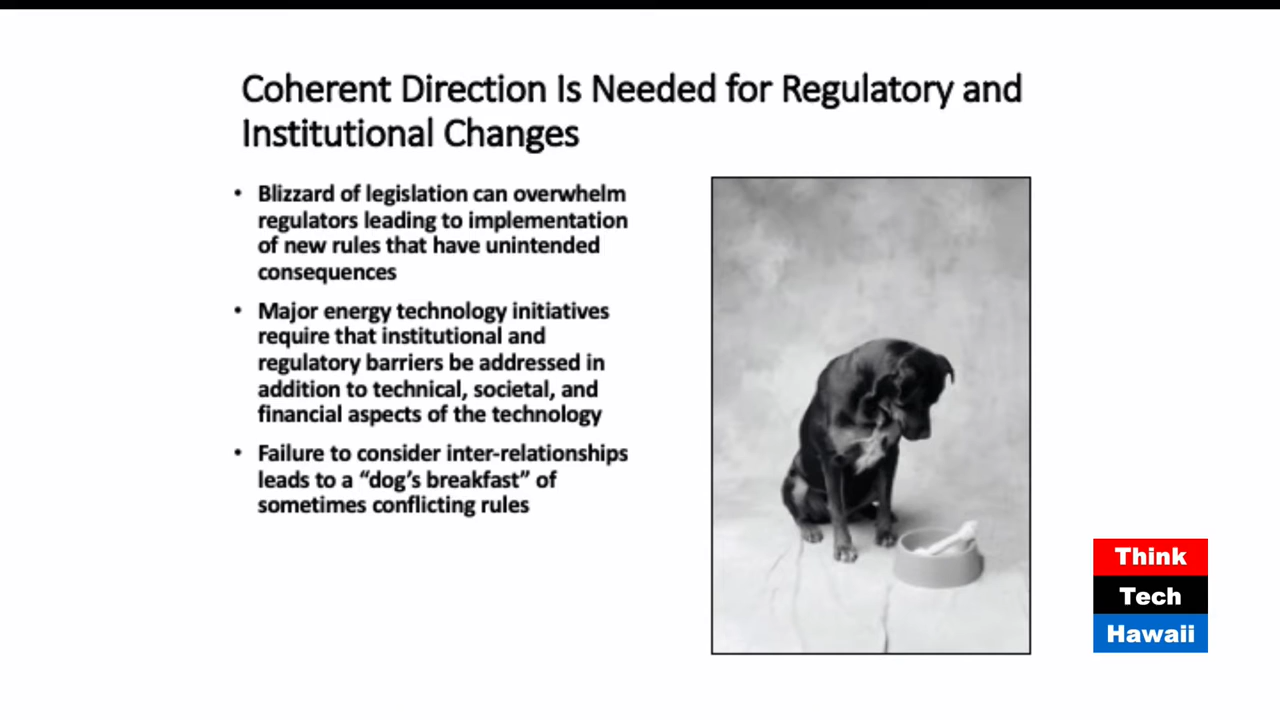 Coherent Direction Is Needed for Regulatory and
Institutional Changes
• Blizzard of legislation can overwhelm
regulators leading to implementation
of new rules that have unintended
consequences
• Major energy technology initiatives
require that institutional and
regulatory barriers be addressed in
addition to technical, societal, and
financial aspects of the technology
• Failure to consider inter-relationships
leads to a “dog’s breakfast” of
sometimes conflicting rules
Think
Tech
Hawaii